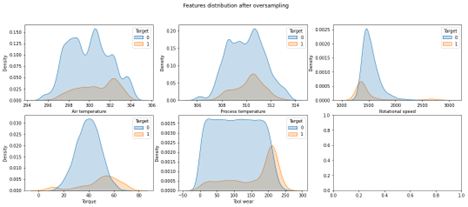 Features distribution after oversampling
0.150
0.125
0.100
0.075
0.050
0.025
0.000
Density
Target
0
1
294 296 298 300 302 304 306
Air temperature
0.20
0.15
0.10
0.05
0.00
Density
Target
0
1
306 308 310 312 314
Process temperature
0.0025
0.0020
0.0015
0.0010
0.0005
0.0000
Density
Target
0
1
1000 1500 2000 2500 3000
Rotational speed
0.030
0.025
0.020
0.015
0.010
0.005
0.000
Density
Target
0
1
0 20 40 60 80
Torque
0.0035
0.0030
0.0025
0.0020
0.0015
0.0010
0.0005
0.0000
Density
Target
0
1
−50 0 50 100 150 200 250 300
Tool wear
1.0
0.8
0.6
0.4
0.2
0.0
0.0 0.2 0.4 0.6 0.8 1.0